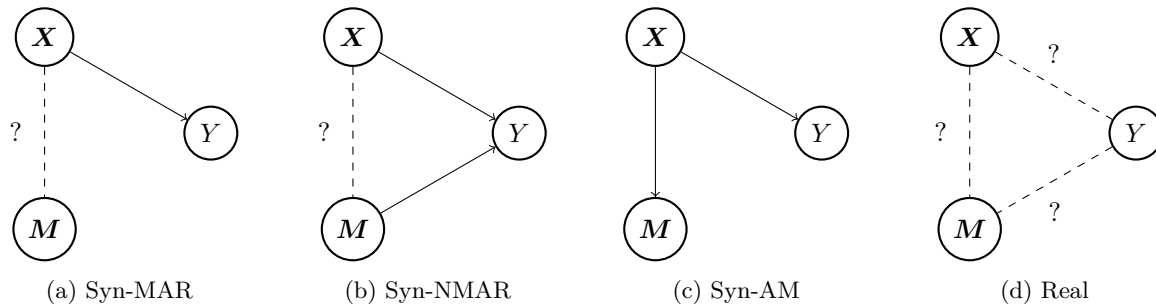 X
?
Y
M
(a) Syn-MAR
X
?
Y
M
(b) Syn-NMAR
X
Y
M
(c) Syn-AM
X
?
?
Y
?
M
(d) Real